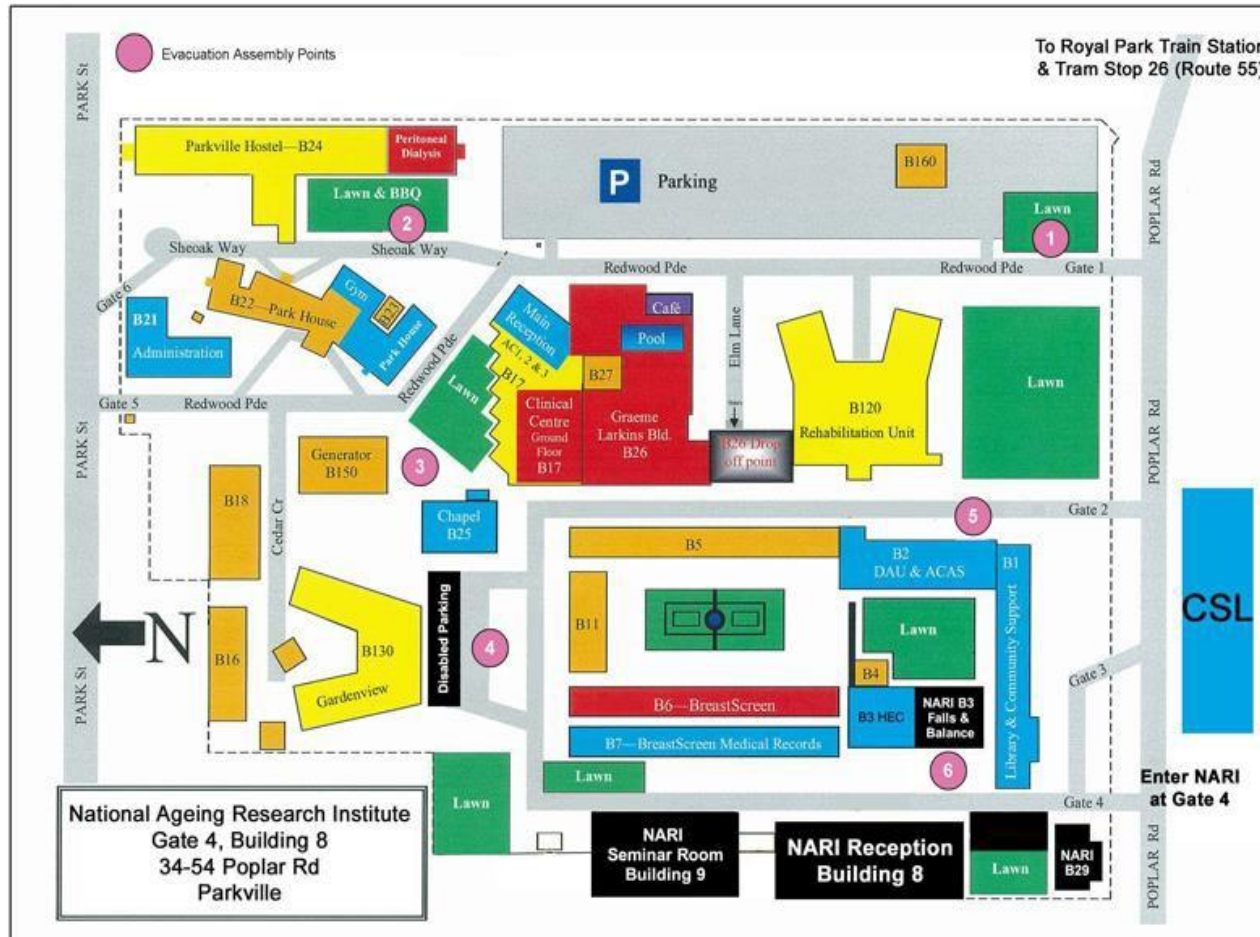 Evacuation Assembly Points
To Royal Park Train Station
& Tram Stop 26 (Route 55)
PARK St
Parkville Hostel—B24
Peritoneal
Dialysis
Lawn & BBQ
2
P
Parking
B160
Lawn
1
POPLAR Rd
Sheoak Way
Sheoak Way
Redwood Pde
Redwood Pde
Gate 1
Gate 6
B22—Park House
Gym
B23
Park House
B21
Administration
Redwood Pde
Main
Reception
AC1, 2 & 3
B17
Café
Pool
B27
Elm Lane
Lawn
Lawn
Gate 5
Redwood Pde
Clinical
Centre
Ground
Floor
B17
Graeme
Larkins Bld.
B26
B26 Drop
off point
B120
Rehabilitation Unit
POPLAR Rd
PARK St
Generator
B150
3
B18
Cedar Cr
Chapel
B25
5
Gate 2
B5
B2
DAU & ACAS
B1
Library & Community Support
CSL
N
B16
B130
Gardenview
Disabled Parking
4
B11
Lawn
B4
Gate 3
PARK St
B6—BreastScreen
B3 HEC
NARI B3
Falls &
Balance
B7—BreastScreen Medical Records
6
Lawn
Lawn
Gate 4
Enter NARI
at Gate 4
National Ageing Research Institute
Gate 4, Building 8
34-54 Poplar Rd
Parkville
NARI
Seminar Room
Building 9
NARI Reception
Building 8
Lawn
NARI
B29
POPLAR Rd